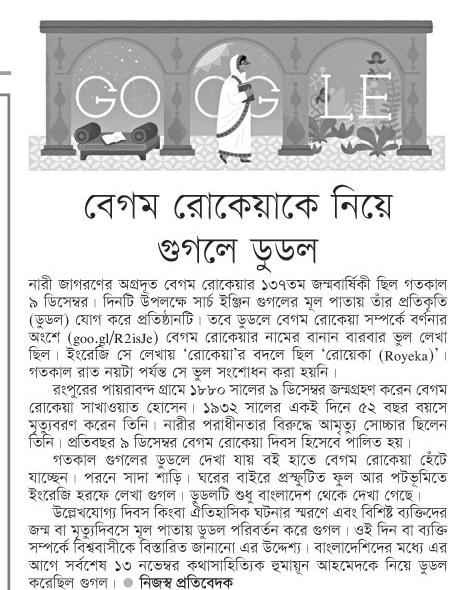 GOOGLE
বেগম রোকেয়াকে নিয়ে
গুগলে ডুডল
নারী জাগরণের অগ্রদূত বেগম রোকেয়ার ১৩৭তম জন্মবার্ষিকী ছিল গতকাল
৯ ডিসেম্বর। দিনটি উপলক্ষে সার্চ ইঞ্জিন গুগলের মূল পাতায় তাঁর প্রতিকৃতি
(ডুডল) যোগ করে প্রতিষ্ঠানটি। তবে ডুডলে বেগম রোকেয়া সম্পর্কে বর্ণনার
অংশে (goo.gl/R2isJe) বেগম রোকেয়ার নামের বানান বারবার ভুল লেখা
ছিল। ইংরেজি সে লেখায় ‘রোকেয়া’র বদলে ছিল ‘রোয়েকা (Royeka)’।
গতকাল রাত নয়টা পর্যন্ত সে ভুল সংশোধন করা হয়নি।
রংপুরের পায়রাবন্দ গ্রামে ১৮৮০ সালের ৯ ডিসেম্বর জন্মগ্রহণ করেন বেগম
রোকেয়া সাখাওয়াত হোসেন। ১৯৩২ সালের একই দিনে ৫২ বছর বয়সে
মৃত্যুবরণ করেন তিনি। নারীর পরাধীনতার বিরুদ্ধে আমৃত্যু সোচ্চার ছিলেন
তিনি। প্রতিবছর ৯ ডিসেম্বর বেগম রোকেয়া দিবস হিসেবে পালিত হয়।
গতকাল গুগলের ডুডলে দেখা যায় বই হাতে বেগম রোকেয়া হেঁটে
যাচ্ছেন। পরনে সাদা শাড়ি। ঘরের বাইরে প্রস্ফুটিত ফুল আর পটভূমিতে
ইংরেজি হরফে লেখা গুগল। ডুডলটি শুধু বাংলাদেশ থেকে দেখা গেছে।
উল্লেখযোগ্য দিবস কিংবা ঐতিহাসিক ঘটনার স্মরণে এবং বিশিষ্ট ব্যক্তিদের
জন্ম বা মৃত্যুদিবসে মূল পাতায় ডুডল পরিবর্তন করে গুগল। ওই দিন বা ব্যক্তি
সম্পর্কে বিশ্ববাসীকে বিস্তারিত জানানো এর উদ্দেশ্য। বাংলাদেশিদের মধ্যে এর
আগে সর্বশেষ ১৩ নভেম্বর কথাসাহিত্যিক হুমায়ূন আহমেদকে নিয়ে ডুডল
করেছিল গুগল। ● নিজস্ব প্রতিবেদক